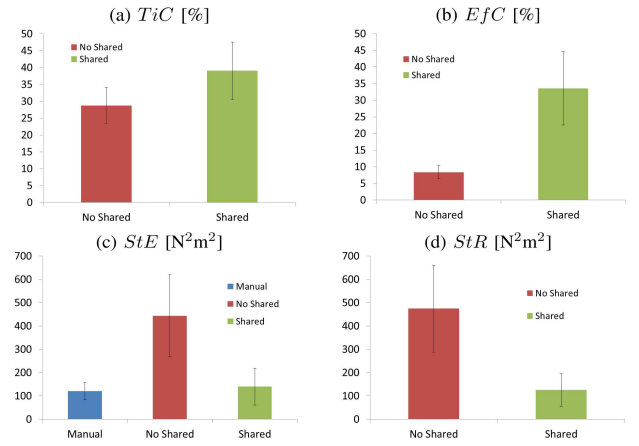 (a) TiC [%]
50
45
40
35
30
25
20
15
10
5
0
No Shared
Shared
No Shared
Shared
(b) EfC [%]
50
45
40
35
30
25
20
15
10
5
0
No Shared
Shared
No Shared
Shared
(c) StE [N²m²]
700
600
500
400
300
200
100
0
Manual
No Shared
Shared
Manual
No Shared
Shared
(d) StR [N²m²]
700
600
500
400
300
200
100
0
No Shared
Shared
No Shared
Shared